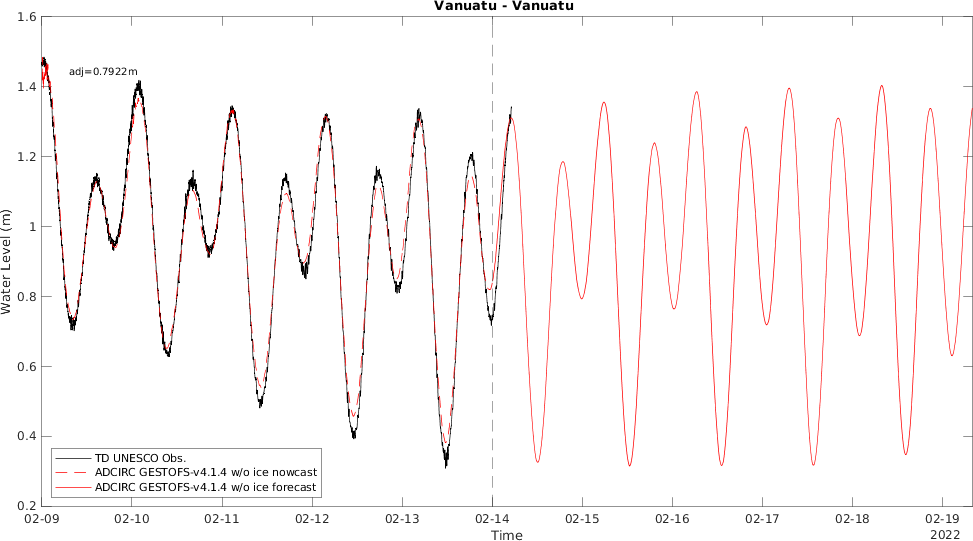 Vanuatu - Vanuatu
1.6
1.4
1.2
1
0.8
0.6
0.4
0.2
Water Level (m)
adj=0.7922m
TD UNESCO Obs.
ADCIRC GESTOFS-v4.1.4 w/o ice nowcast
ADCIRC GESTOFS-v4.1.4 w/o ice forecast
02-09 02-10 02-11 02-12 02-13 02-14 02-15 02-16 02-17 02-18 02-19
Time
2022